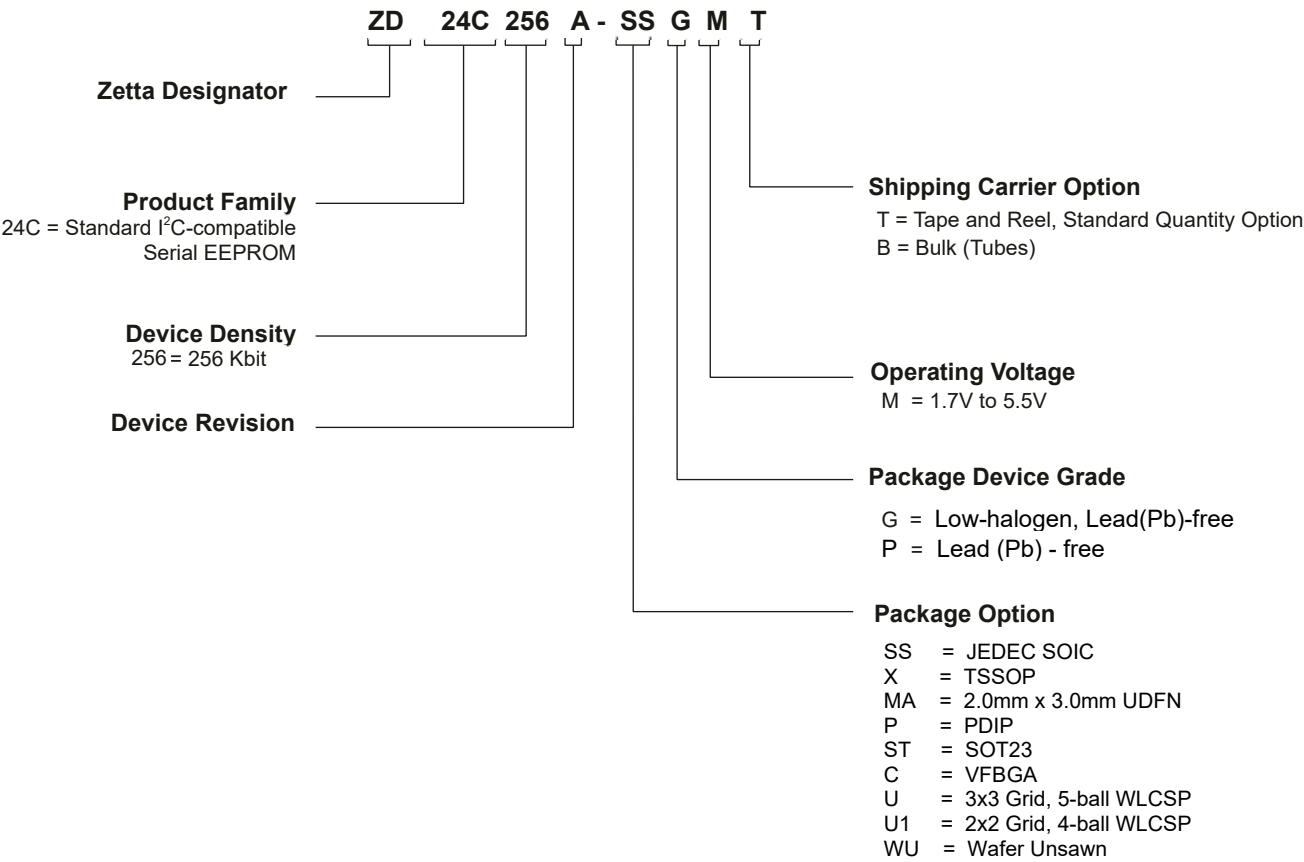 ZD 24C 256 A - SS G M T
Zetta Designator
Product Family
24C = Standard I²C-compatible
Serial EEPROM
Device Density
256 = 256 Kbit
Device Revision
Shipping Carrier Option
T = Tape and Reel, Standard Quantity Option
B = Bulk (Tubes)
Operating Voltage
M = 1.7V to 5.5V
Package Device Grade
G = Low-halogen, Lead(Pb)-free
P = Lead (Pb) - free
Package Option
SS = JEDEC SOIC
X = TSSOP
MA = 2.0mm x 3.0mm UDFN
P = PDIP
ST = SOT23
C = VFBGA
U = 3x3 Grid, 5-ball WLCSP
U1 = 2x2 Grid, 4-ball WLCSP
WU = Wafer Unsawn